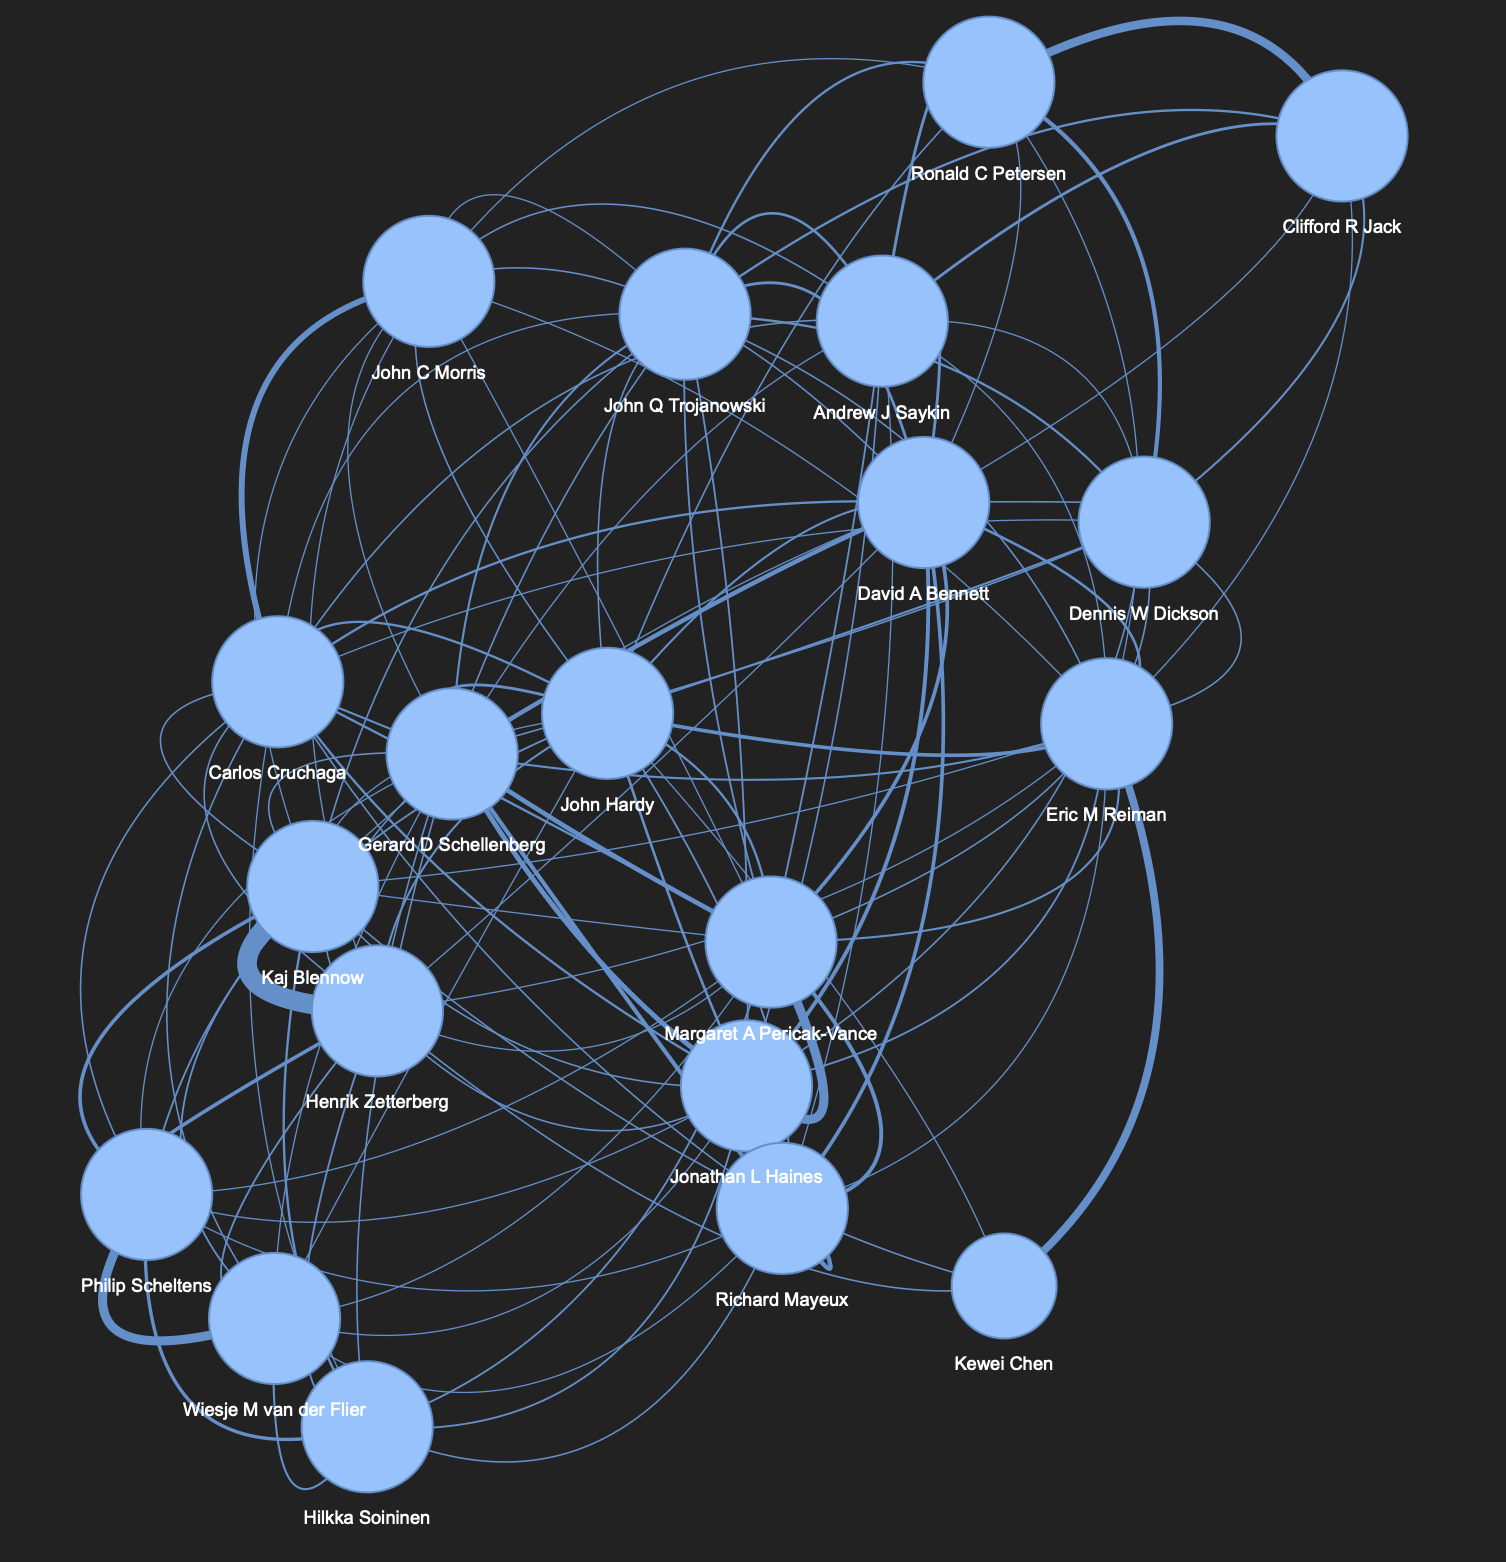 Ronald C Petersen
Clifford R Jack
John C Morris
John Q Trojanowski
Andrew J Saykin
David A Bennett
Dennis W Dickson
Carlos Cruchaga
John Hardy
Eric M Reiman
Gerard D Schellenberg
Kaj Blennow
Margaret A Pericak-Vance
Henrik Zetterberg
Jonathan L Haines
Philip Scheltens
Richard Mayeux
Kewei Chen
Wiesje M van der Flier
Hilkka Soininen